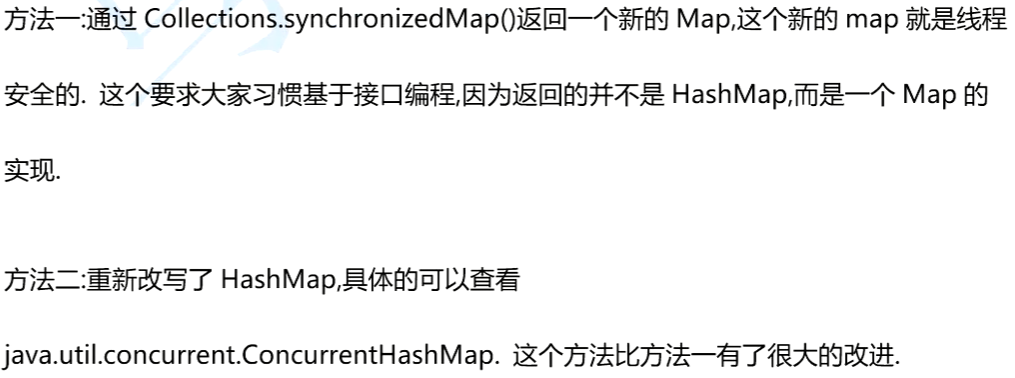 方法一:通过 Collections.synchronizedMap()返回一个新的 Map,这个新的 map 就是线程
安全的. 这个要求大家习惯基于接口编程,因为返回的并不是 HashMap,而是一个 Map 的
实现.
方法二:重新改写了 HashMap,具体的可以查看
java.util.concurrent.ConcurrentHashMap. 这个方法比方法一有了很大的改进.